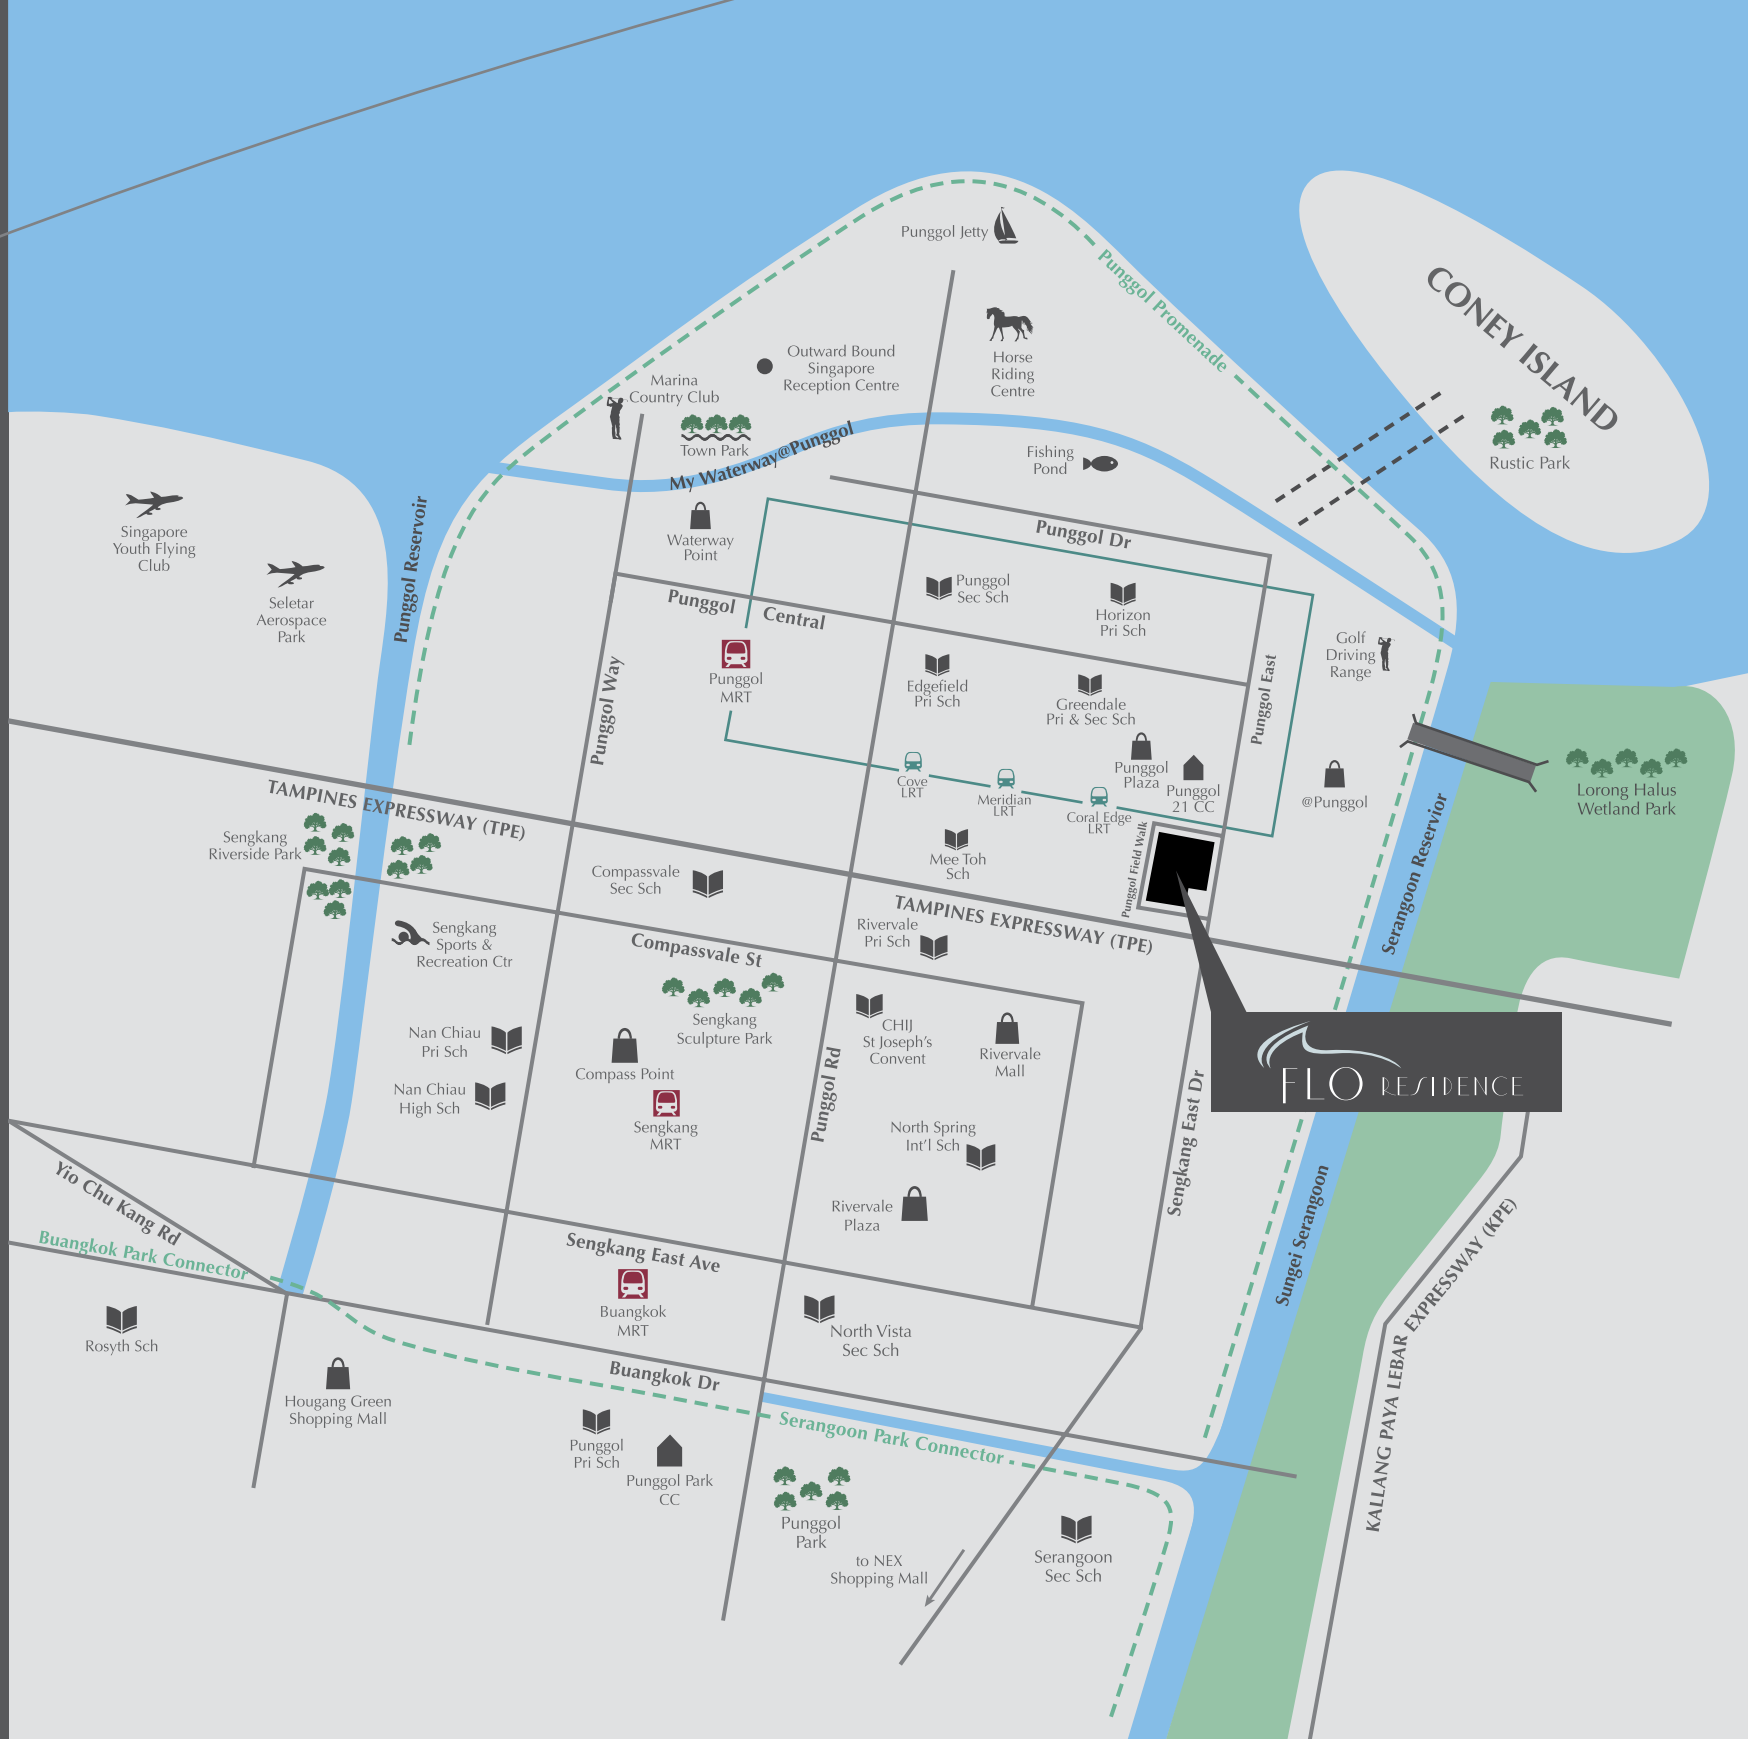 Punggol Jetty
Punggol Promenade
CONEY ISLAND
Horse
Riding
Centre
Outward Bound
Singapore
Reception Centre
Marina
Country Club
Town Park
My Waterway@Punggol
Fishing
Pond
Rustic Park
Singapore
Youth Flying
Club
Seletar
Aerospace
Park
Punggol Reservoir
Waterway
Point
Punggol Dr
Punggol
Sec Sch
Horizon
Pri Sch
Punggol Central
Golf
Driving
Range
Punggol
MRT
Punggol Way
Edgefield
Pri Sch
Greendale
Pri & Sec Sch
Punggol East
Punggol
Plaza
Punggol
21 CC
@Punggol
Lorong Halus
Wetland Park
Cove
LRT
Meridian
LRT
Coral Edge
LRT
TAMPINES EXPRESSWAY (TPE)
Sengkang
Riverside Park
Mee Toh
Sch
Punggol Field Walk
Serangoon Reservior
Compassvale
Sec Sch
TAMPINES EXPRESSWAY (TPE)
Rivervale
Pri Sch
Sengkang
Sports &
Recreation Ctr
Compassvale St
Sengkang
Sculpture Park
CHIJ
St Joseph's
Convent
Rivervale
Mall
Nan Chiau
Pri Sch
Compass Point
Nan Chiau
High Sch
Sengkang
MRT
Punggol Rd
FLO RESIDENCE
Sengkang East Dr
North Spring
Int'l Sch
Rivervale
Plaza
Yio Chu Kang Rd
Buangkok Park Connector
Sengkang East Ave
Sungei Serangoon
KALLANG PAYA LEBAR EXPRESSWAY (KPE)
Buangkok
MRT
Rosyth Sch
North Vista
Sec Sch
Buangkok Dr
Hougang Green
Shopping Mall
Serangoon Park Connector
Punggol
Pri Sch
Punggol Park
CC
Punggol
Park
to NEX
Shopping Mall
Serangoon
Sec Sch